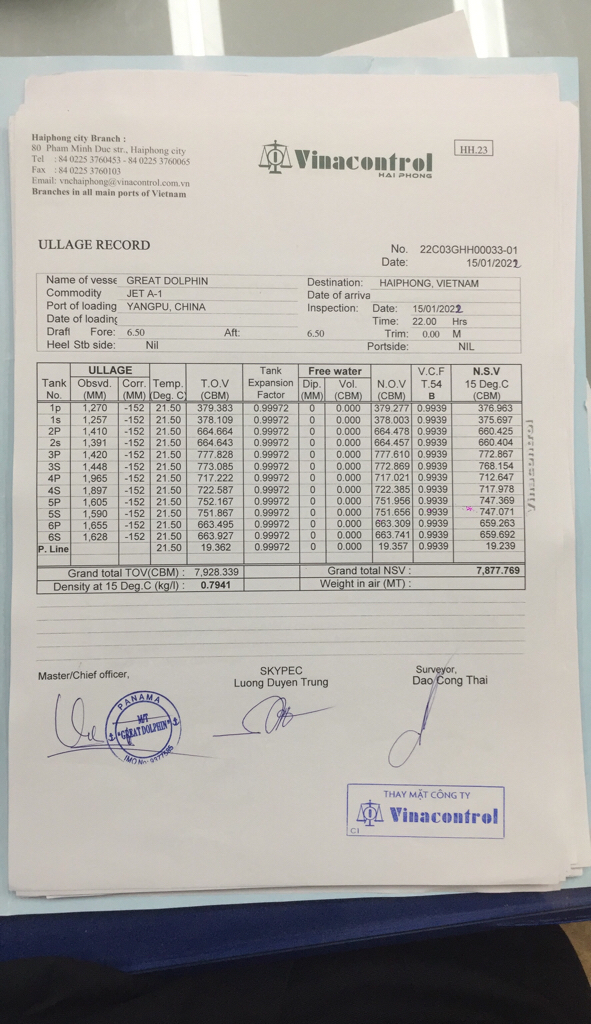 Haiphong city Branch :
80 Pham Minh Duc str., Haiphong city
Tel : 84 0225 3760453 - 84 0225 3760065
Fax : 84 0225 3760103
Email: vnchaiphong@vinacontrol.com.vn
Branches in all main ports of Vietnam
Vinacontrol
HAI PHONG
HH.23
ULLAGE RECORD
No. 22C03GHH00033-01
Date: 15/01/2022
Name of vesse GREAT DOLPHIN Destination: HAIPHONG, VIETNAM
Commodity JET A-1 Date of arriva
Port of loading YANGPU, CHINA Inspection: Date: 15/01/2022
Date of loading Time: 22.00 Hrs
Draft Fore: 6.50 Aft: 6.50 Trim: 0.00 M
Heel Stb side: Nil Portside: NIL
ULLAGE Tank Free water V.C.F N.S.V
Tank Obsvd. Corr. Temp. T.O.V Expansion Dip. Vol. N.O.V T.54 15 Deg.C
No. (MM) (MM) (Deg. C) (CBM) Factor (MM) (CBM) (CBM) B (CBM)
1p 1,270 -152 21.50 379.383 0.99972 0 0.000 379.277 0.9939 376.963
1s 1,257 -152 21.50 378.109 0.99972 0 0.000 378.003 0.9939 375.697
2P 1,410 -152 21.50 664.664 0.99972 0 0.000 664.478 0.9939 660.425
2s 1,391 -152 21.50 664.643 0.99972 0 0.000 664.457 0.9939 660.404
3P 1,420 -152 21.50 777.828 0.99972 0 0.000 777.610 0.9939 772.867
3S 1,448 -152 21.50 773.085 0.99972 0 0.000 772.869 0.9939 768.154
4P 1,965 -152 21.50 717.222 0.99972 0 0.000 717.021 0.9939 712.647
4S 1,897 -152 21.50 722.587 0.99972 0 0.000 722.385 0.9939 717.978
5P 1,605 -152 21.50 752.167 0.99972 0 0.000 751.956 0.9939 747.369
5S 1,590 -152 21.50 751.867 0.99972 0 0.000 751.656 0.9939 747.071
6P 1,655 -152 21.50 663.495 0.99972 0 0.000 663.309 0.9939 659.263
6S 1,628 -152 21.50 663.927 0.99972 0 0.000 663.741 0.9939 659.692
P. Line 21.50 19.362 0.99972 0 0.000 19.357 0.9939 19.239
Grand total TOV(CBM) : 7,928.339 Grand total NSV : 7,877.769
Density at 15 Deg.C (kg/l) : 0.7941 Weight in air (MT) :
Master/Chief officer, SKYPEC Surveyor,
Luong Duyen Trung Dao Cong Thai
PANAMA
M/T
"GREAT DOLPHIN"
THAY MẶT CÔNG TY
Vinacontrol
C1